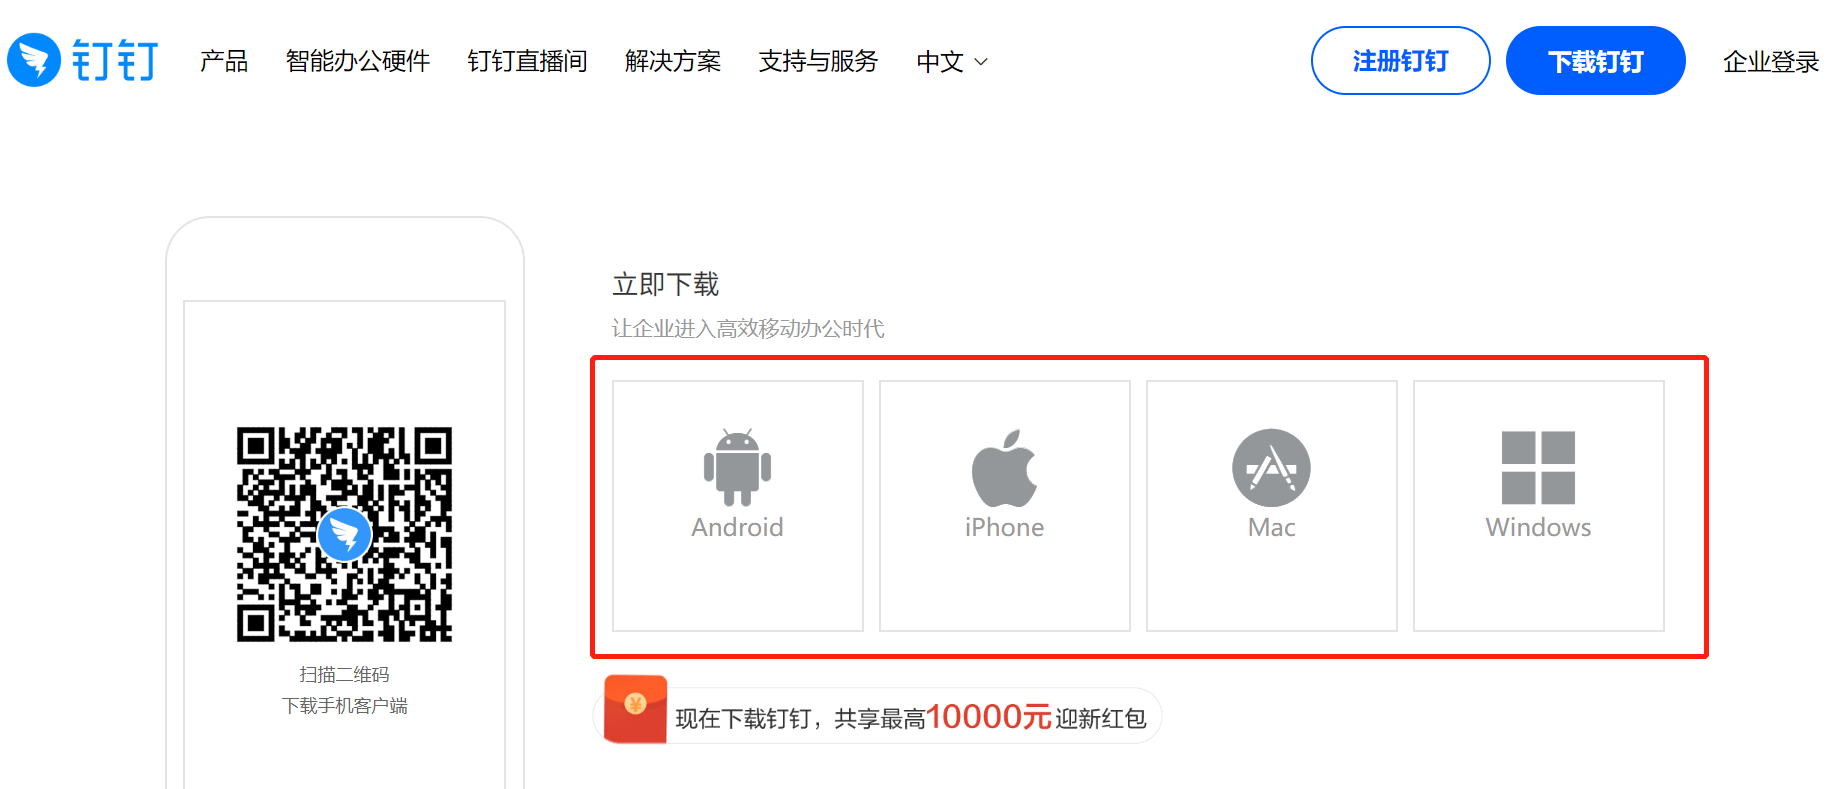 钉钉 产品 智能办公硬件 钉钉直播间 解决方案 支持与服务 中文 注册钉钉 下载钉钉 企业登录
立即下载
让企业进入高效移动办公时代
Android iPhone Mac Windows
扫描二维码
下载手机客户端
¥ 现在下载钉钉，共享最高10000元迎新红包